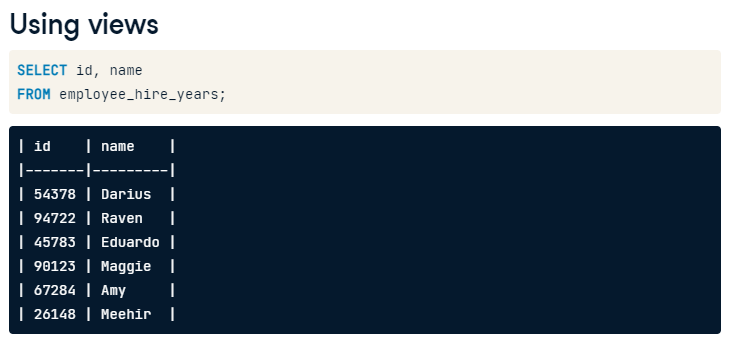 Using views
SELECT id, name
FROM employee_hire_years;
| id    | name    |
|-------|---------|
| 54378 | Darius  |
| 94722 | Raven   |
| 45783 | Eduardo |
| 90123 | Maggie  |
| 67284 | Amy     |
| 26148 | Meehir  |